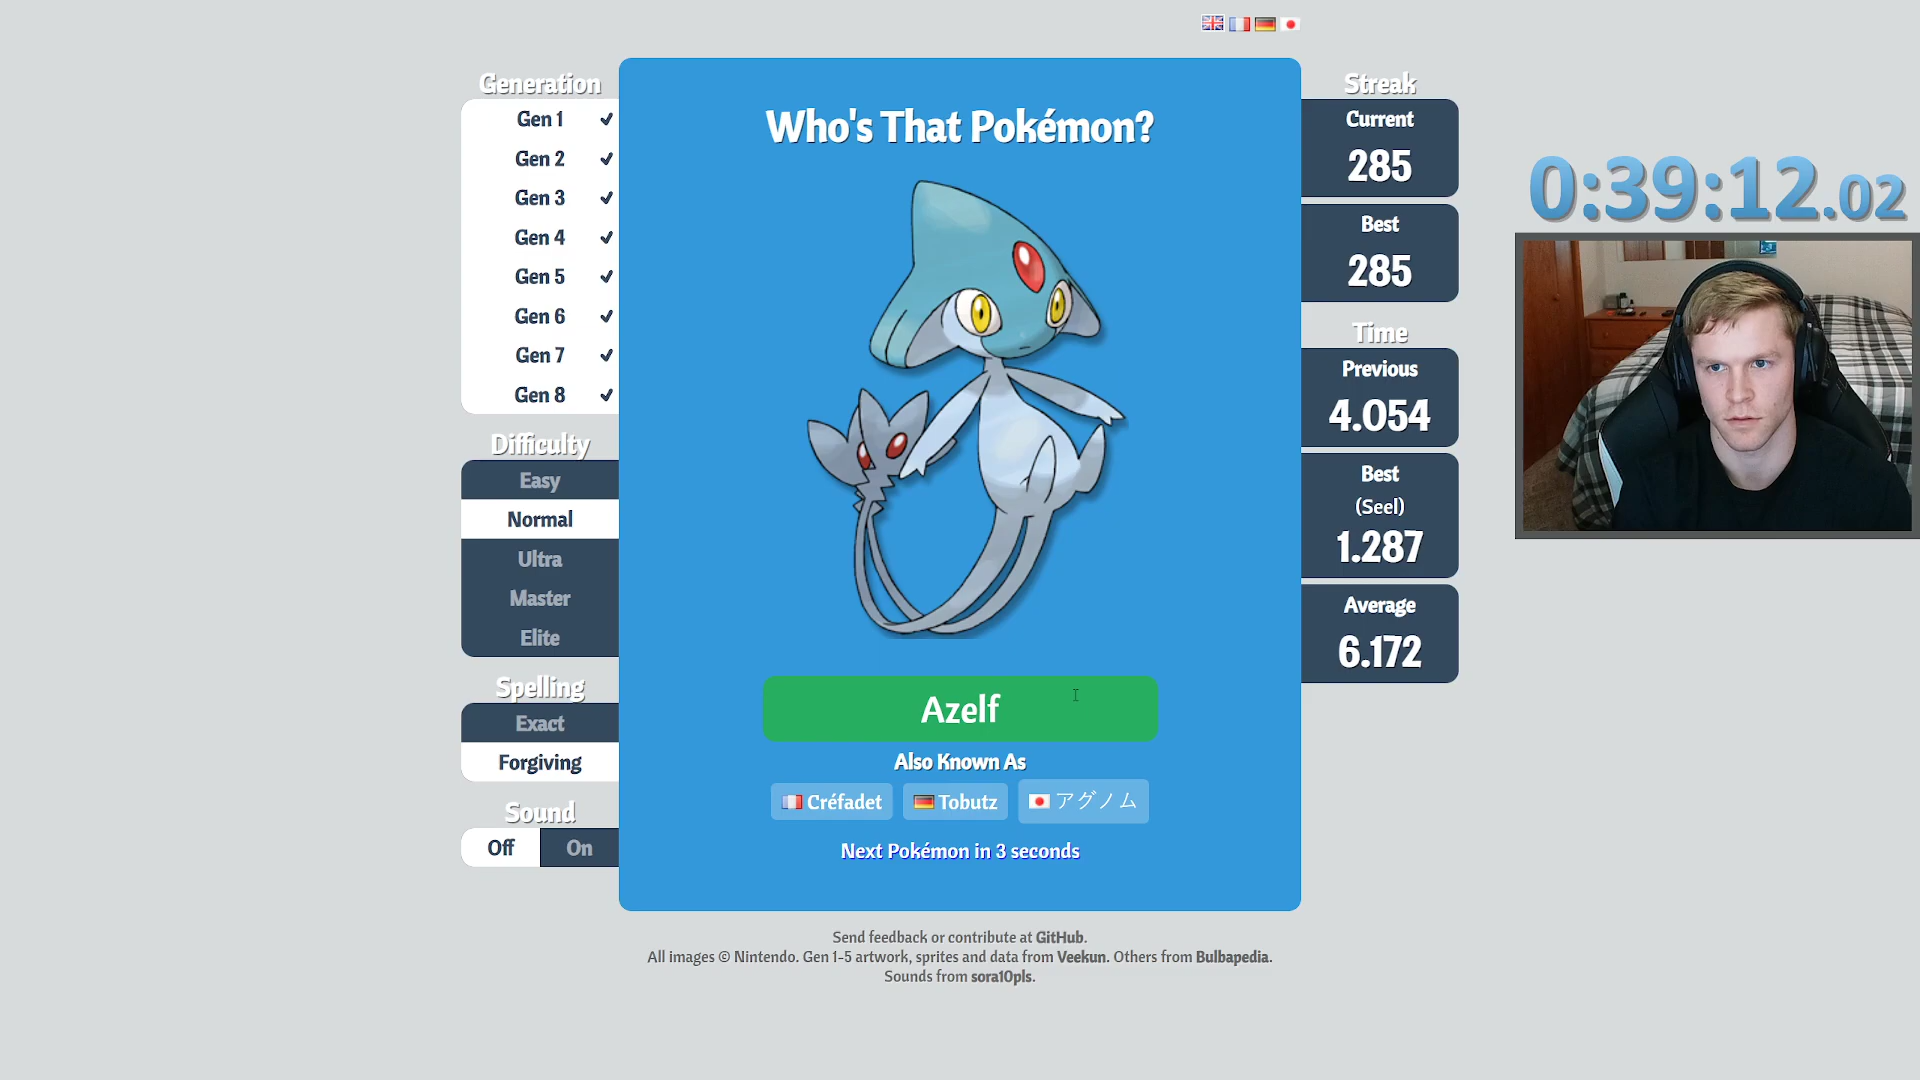 Generation
Gen 1
Gen 2
Gen 3
Gen 4
Gen 5
Gen 6
Gen 7
Gen 8
Difficulty
Easy
Normal
Ultra
Master
Elite
Spelling
Exact
Forgiving
Sound
Off On
Who's That Pokémon?
Azelf
Also Known As
Créfadet Tobutz アグノム
Next Pokémon in 3 seconds
Send feedback or contribute at GitHub.
All images © Nintendo. Gen 1-5 artwork, sprites and data from Veekun. Others from Bulbapedia.
Sounds from sora10pls.
Streak
Current
285
Best
285
Time
Previous
4.054
Best
(Seel)
1.287
Average
6.172
0:39:12.02